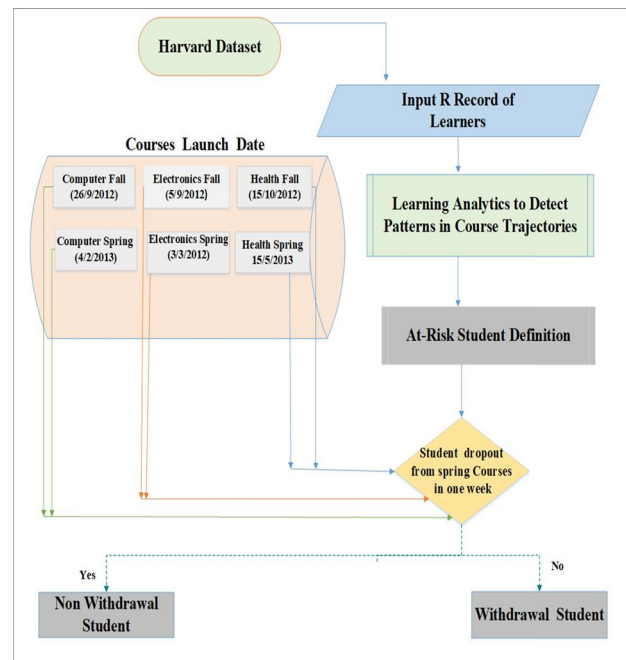 Harvard Dataset
Input R Record of
Learners
Courses Launch Date
Computer Fall
(26/9/2012)
Electronics Fall
(5/9/2012)
Health Fall
(15/10/2012)
Computer Spring
(4/2/2013)
Electronics Spring
(3/3/2012)
Health Spring
15/5/2013
Learning Analytics to Detect
Patterns in Course Trajectories
At-Risk Student Definition
Student dropout
from spring Courses
in one week
Yes
No
Non Withdrawal
Student
Withdrawal Student